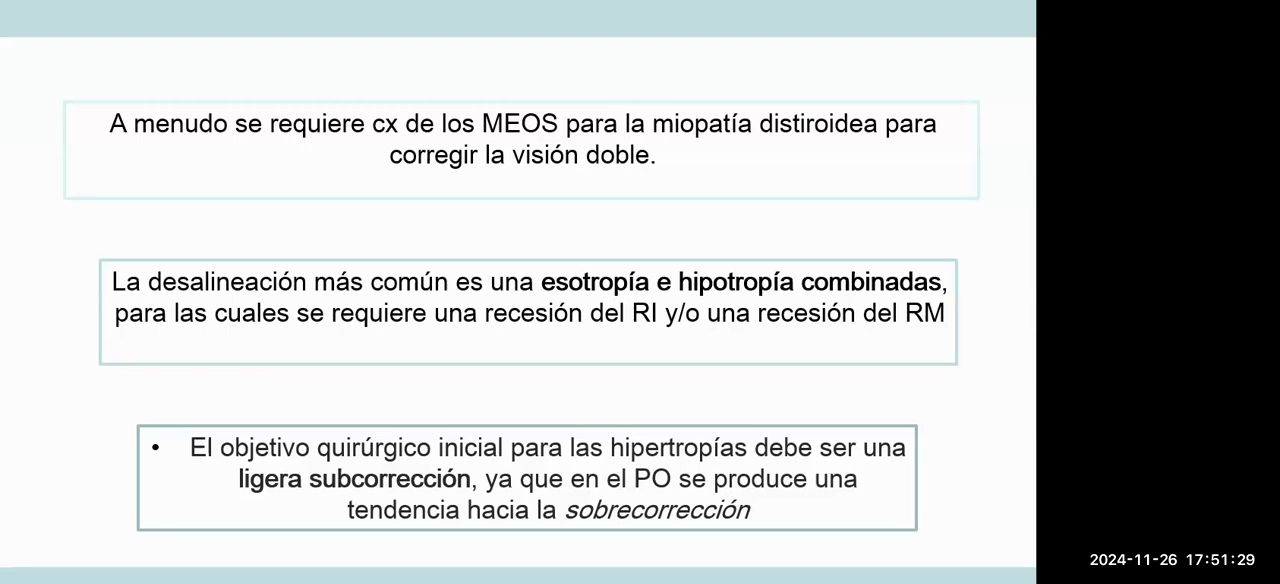 A menudo se requiere cx de los MEOS para la miopatía distiroidea para
corregir la visión doble.
La desalineación más común es una esotropía e hipotropía combinadas,
para las cuales se requiere una recesión del RI y/o una recesión del RM
• El objetivo quirúrgico inicial para las hipertropías debe ser una
ligera subcorrección, ya que en el PO se produce una
tendencia hacia la sobrecorrección
2024-11-26 17:51:29